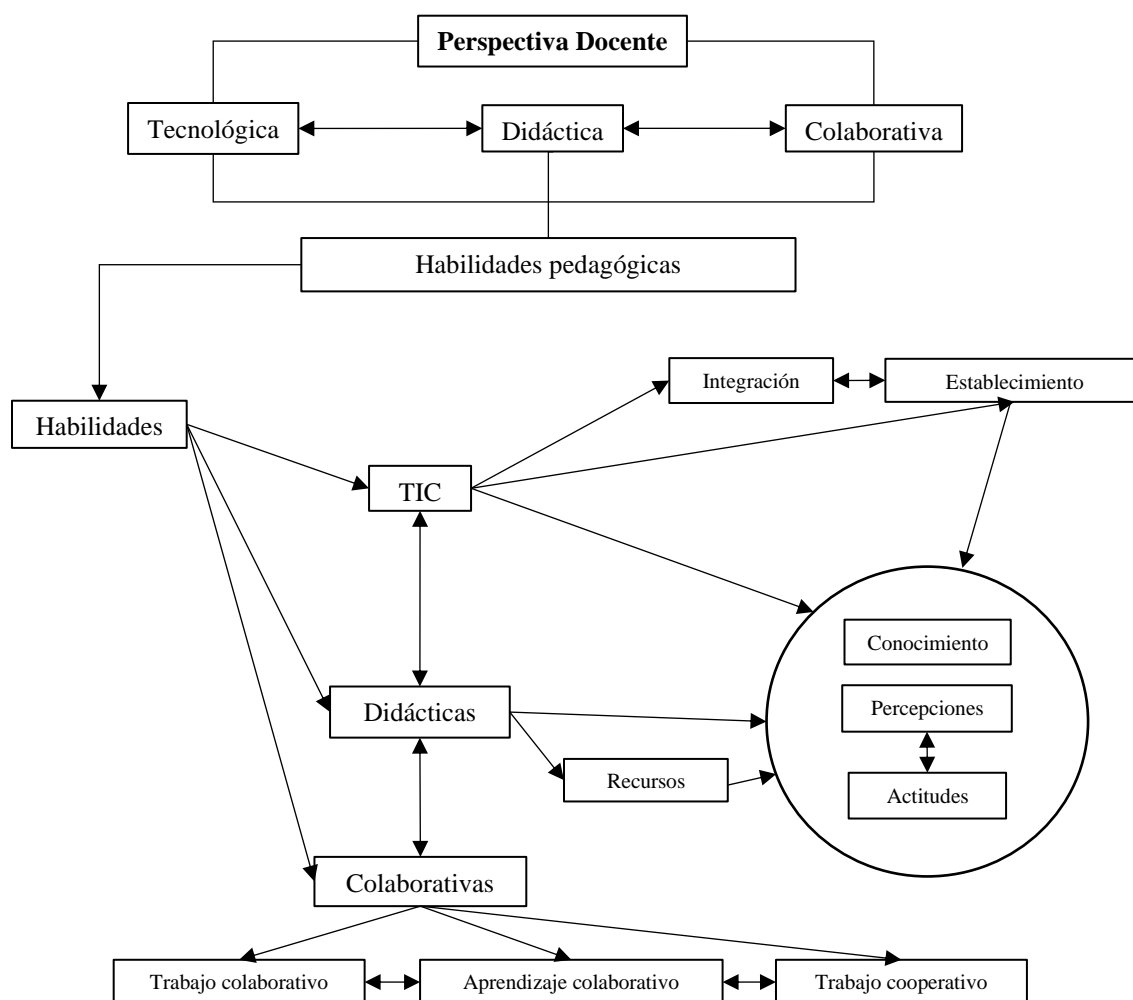 Perspectiva Docente
Tecnológica
Didáctica
Colaborativa
Habilidades pedagógicas
Integración
Establecimiento
Habilidades
TIC
Conocimiento
Didácticas
Percepciones
Recursos
Actitudes
Colaborativas
Trabajo colaborativo
Aprendizaje colaborativo
Trabajo cooperativo